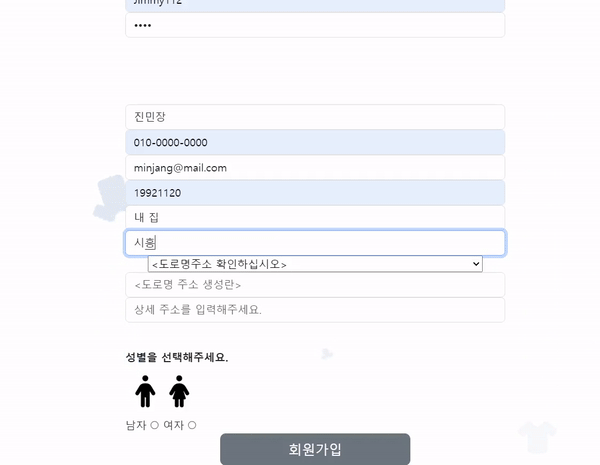 Jimmy112
••••
진민장
010-0000-0000
minjang@mail.com
19921120
내 집
시흥
<도로명주소 확인하십시오>
<도로명 주소 생성란>
상세 주소를 입력해주세요.
성별을 선택해주세요.
남자 ○ 여자 ○
회원가입